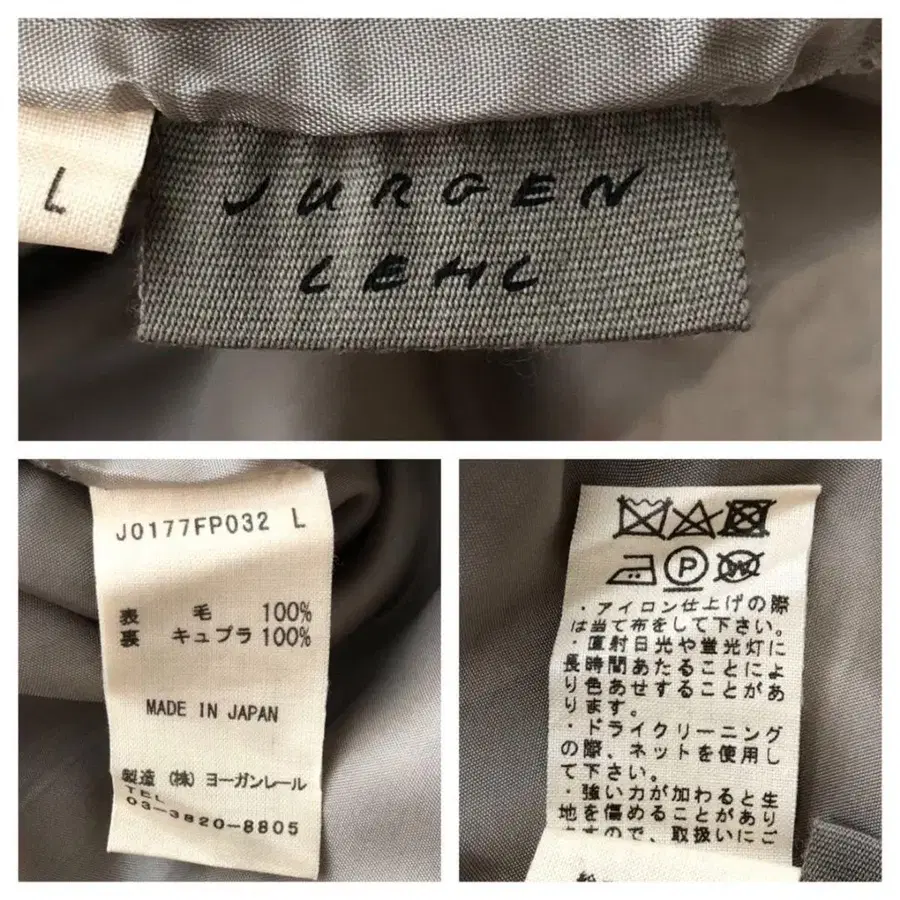 L
JURGEN
LEHL
J0177FP032 L
表 毛 100%
裏 キュプラ 100%
MADE IN JAPAN
製造 (株) ヨーガンレール
TEL
03-3820-8805
P W
・アイロン仕上げの際
は当て布をして下さい。
・直射日光や蛍光灯に
長時間あたることによ
り色あせすることがあ
ります。
・ドライクリーニング
の際、ネットを使用し
て下さい。
・強い力が加わると生
地を傷めることがあり
ますので、取扱いにご